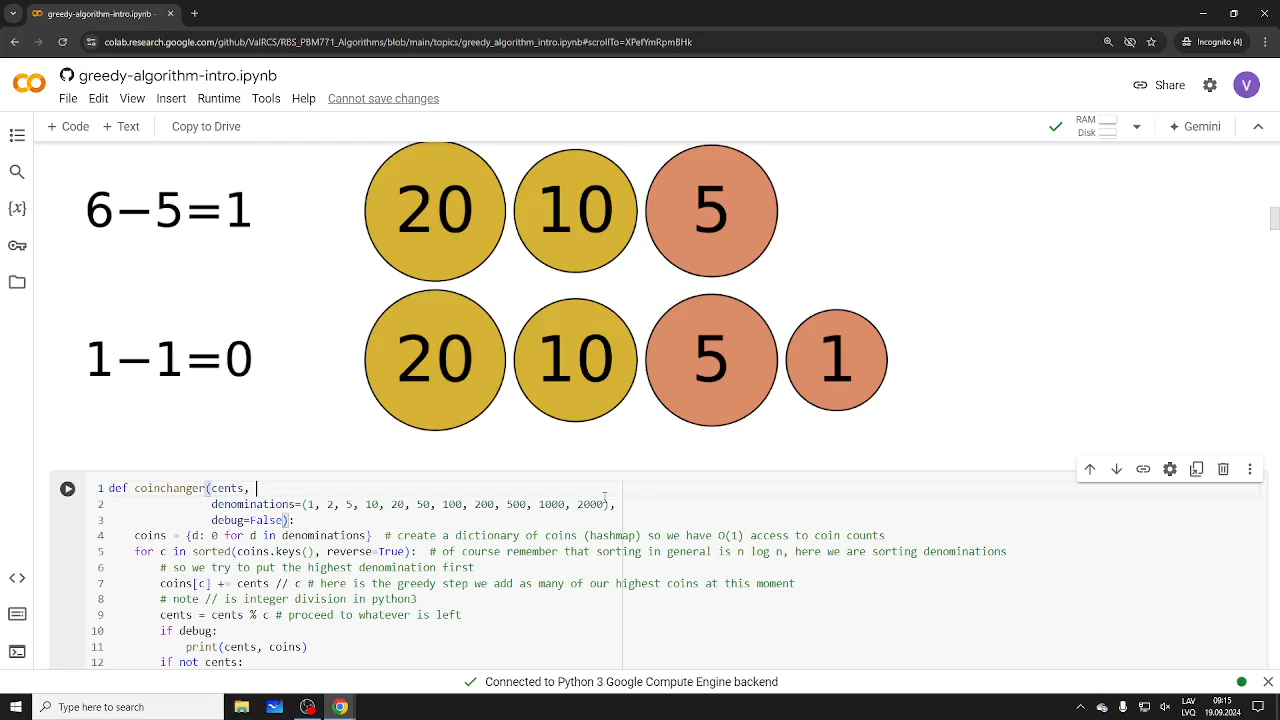 greedy-algorithm-intro.ipynb -
colab.research.google.com/github/ValRCS/RBS_PBM771_Algorithms/blob/main/topics/greedy_algorithm_intro.ipynb#scrollTo=XPefYmRpmBHk
Incognito (4)
greedy-algorithm-intro.ipynb
File Edit View Insert Runtime Tools Help Cannot save changes
Share
V
+ Code + Text Copy to Drive
RAM
Disk
Gemini
6−5=1 20 10 5
1−1=0 20 10 5 1
1 def coinchanger(cents,
2 denominations=(1, 2, 5, 10, 20, 50, 100, 200, 500, 1000, 2000),
3 debug=False):
4 coins = {d: 0 for d in denominations} # create a dictionary of coins (hashmap) so we have O(1) access to coin counts
5 for c in sorted(coins.keys(), reverse=True): # of course remember that sorting in general is n log n, here we are sorting denominations
6 # so we try to put the highest denomination first
7 coins[c] += cents // c # here is the greedy step we add as many of our highest coins at this moment
8 # note // is integer division in python3
9 cents = cents % c # proceed to whatever is left
10 if debug:
11 print(cents, coins)
12 if not cents:
Connected to Python 3 Google Compute Engine backend
Type here to search
LAV
LVO
09:15
19.09.2024